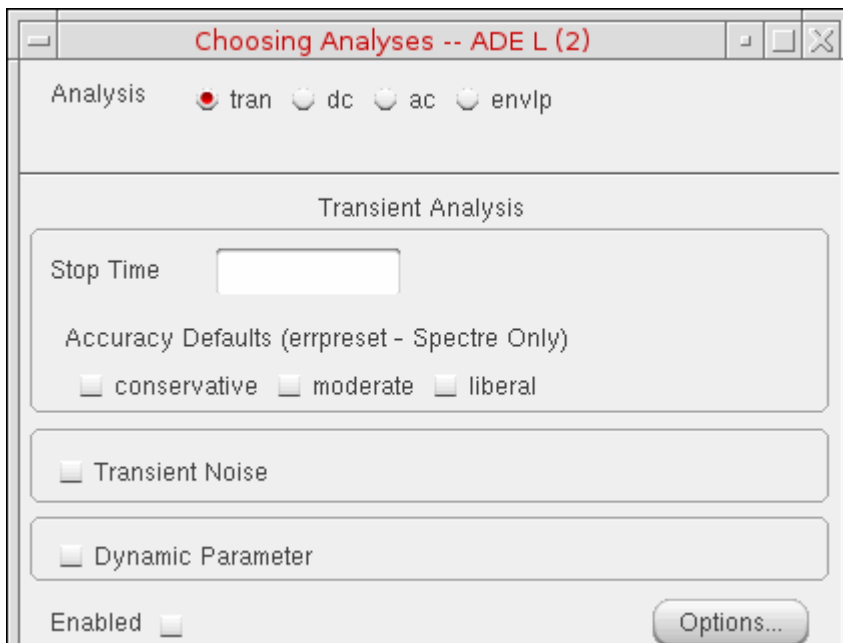 Choosing Analyses -- ADE L (2)
Analysis tran dc ac envlp
Transient Analysis
Stop Time
Accuracy Defaults (errpreset - Spectre Only)
conservative moderate liberal
Transient Noise
Dynamic Parameter
Enabled Options...